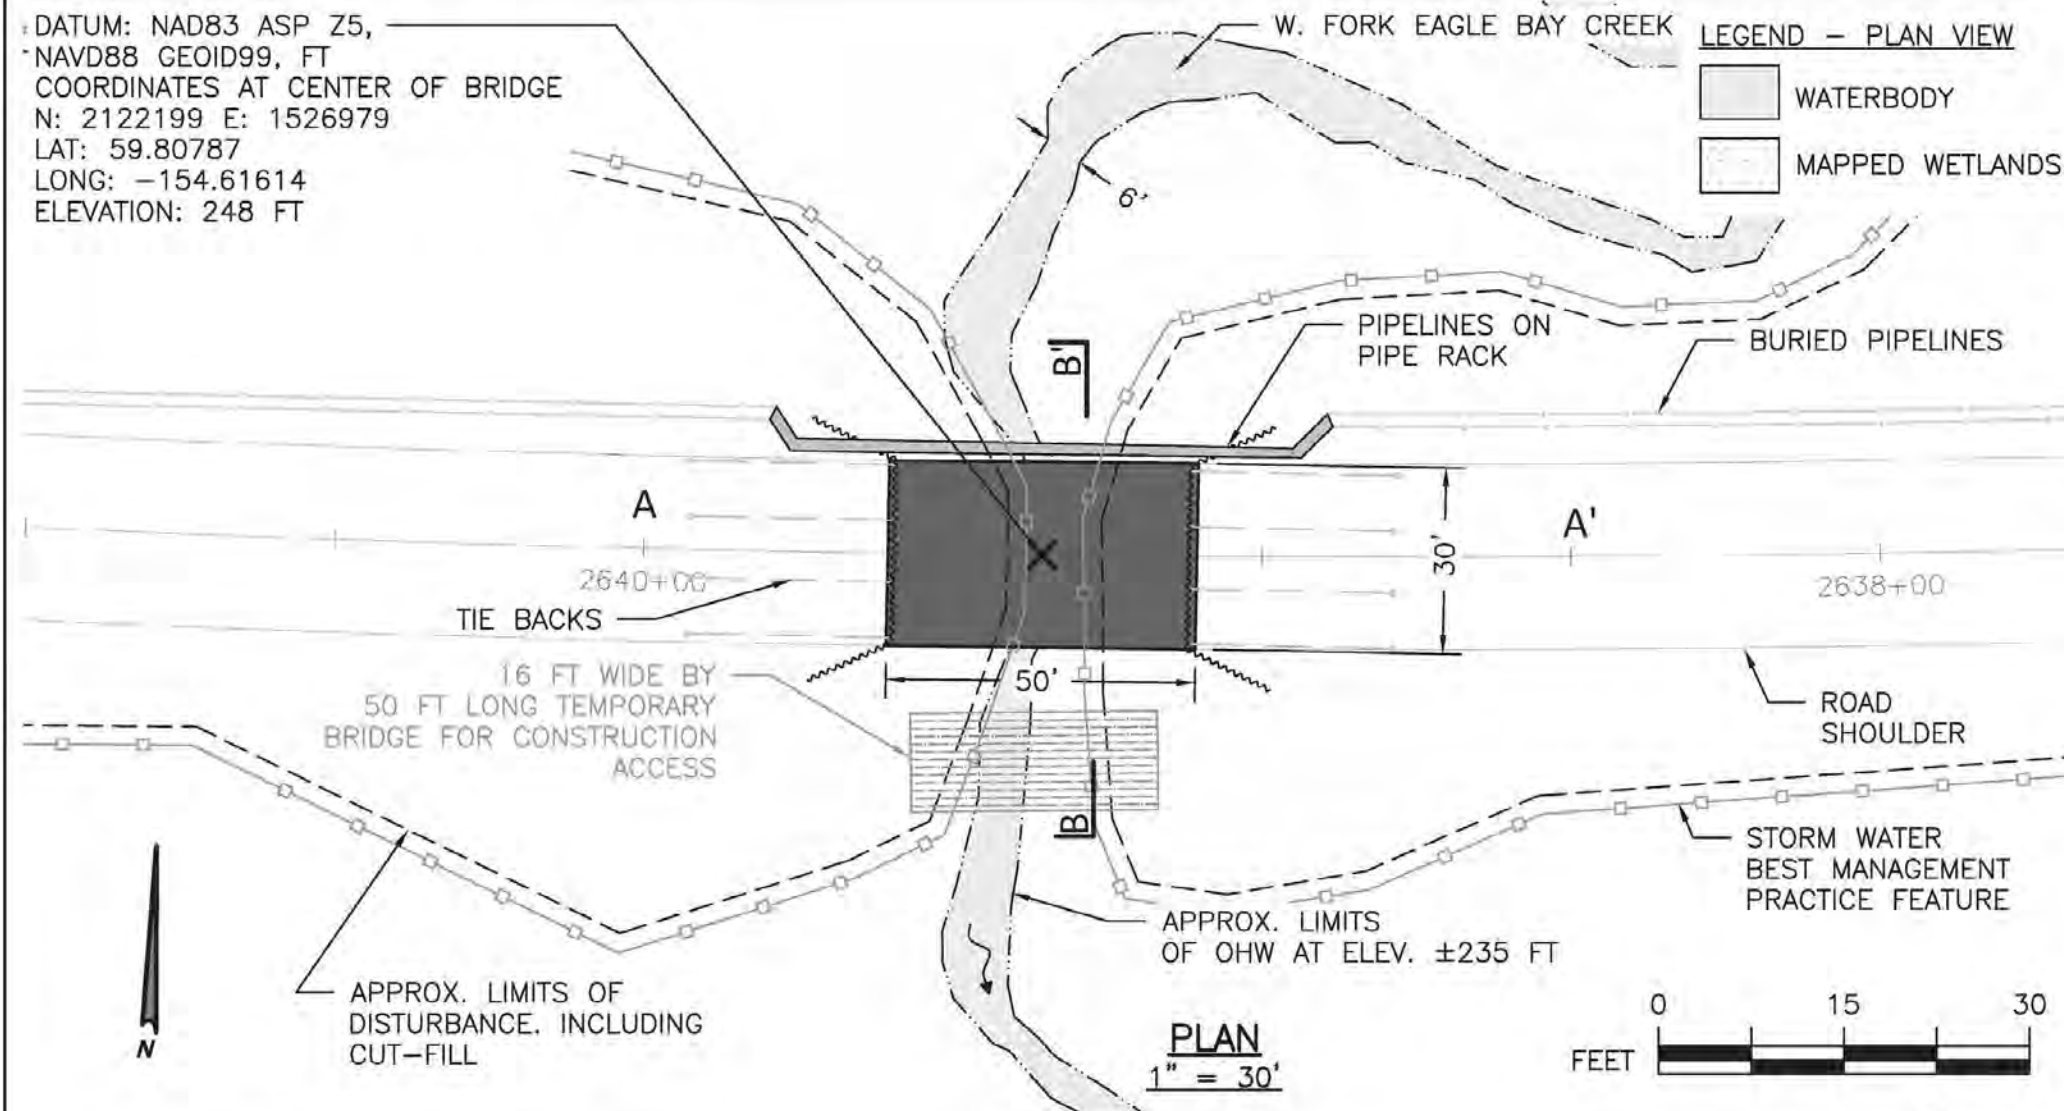 DATUM: NAD83 ASP Z5,
NAVD88 GEOID99, FT
COORDINATES AT CENTER OF BRIDGE
N: 2122199 E: 1526979
LAT: 59.80787
LONG: -154.61614
ELEVATION: 248 FT
W. FORK EAGLE BAY CREEK
LEGEND - PLAN VIEW
WATERBODY
MAPPED WETLANDS
6'
PIPELINES ON
PIPE RACK
BURIED PIPELINES
B'
A
A'
30'
2640+00
2638+00
TIE BACKS
50'
16 FT WIDE BY
50 FT LONG TEMPORARY
BRIDGE FOR CONSTRUCTION
ACCESS
ROAD
SHOULDER
B
STORM WATER
BEST MANAGEMENT
PRACTICE FEATURE
APPROX. LIMITS
OF OHW AT ELEV. ±235 FT
APPROX. LIMITS OF
DISTURBANCE. INCLUDING
CUT-FILL
N
PLAN
1" = 30'
0 15 30
FEET